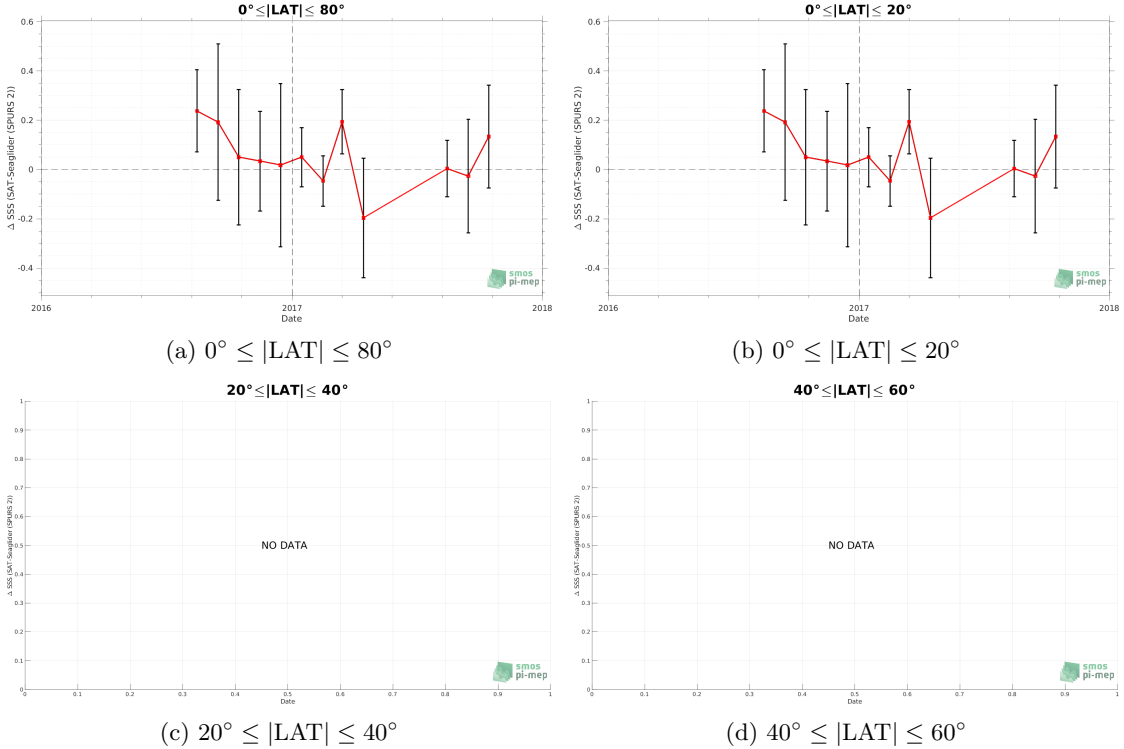 0°≤|LAT|≤ 80°
Δ SSS (SAT-Seaglider (SPURS 2))
0.6
0.4
0.2
0
-0.2
-0.4
2016
2017
2018
Date
smos
pi-mep
(a) 0° ≤ |LAT| ≤ 80°
0°≤|LAT|≤ 20°
Δ SSS (SAT-Seaglider (SPURS 2))
0.6
0.4
0.2
0
-0.2
-0.4
2016
2017
2018
Date
smos
pi-mep
(b) 0° ≤ |LAT| ≤ 20°
20°≤|LAT|≤ 40°
Δ SSS (SAT-Seaglider (SPURS 2))
1
0.9
0.8
0.7
0.6
0.5
0.4
0.3
0.2
0.1
0
NO DATA
0 0.1 0.2 0.3 0.4 0.5 0.6 0.7 0.8 0.9 1
Date
smos
pi-mep
(c) 20° ≤ |LAT| ≤ 40°
40°≤|LAT|≤ 60°
Δ SSS (SAT-Seaglider (SPURS 2))
1
0.9
0.8
0.7
0.6
0.5
0.4
0.3
0.2
0.1
0
NO DATA
0 0.1 0.2 0.3 0.4 0.5 0.6 0.7 0.8 0.9 1
Date
smos
pi-mep
(d) 40° ≤ |LAT| ≤ 60°